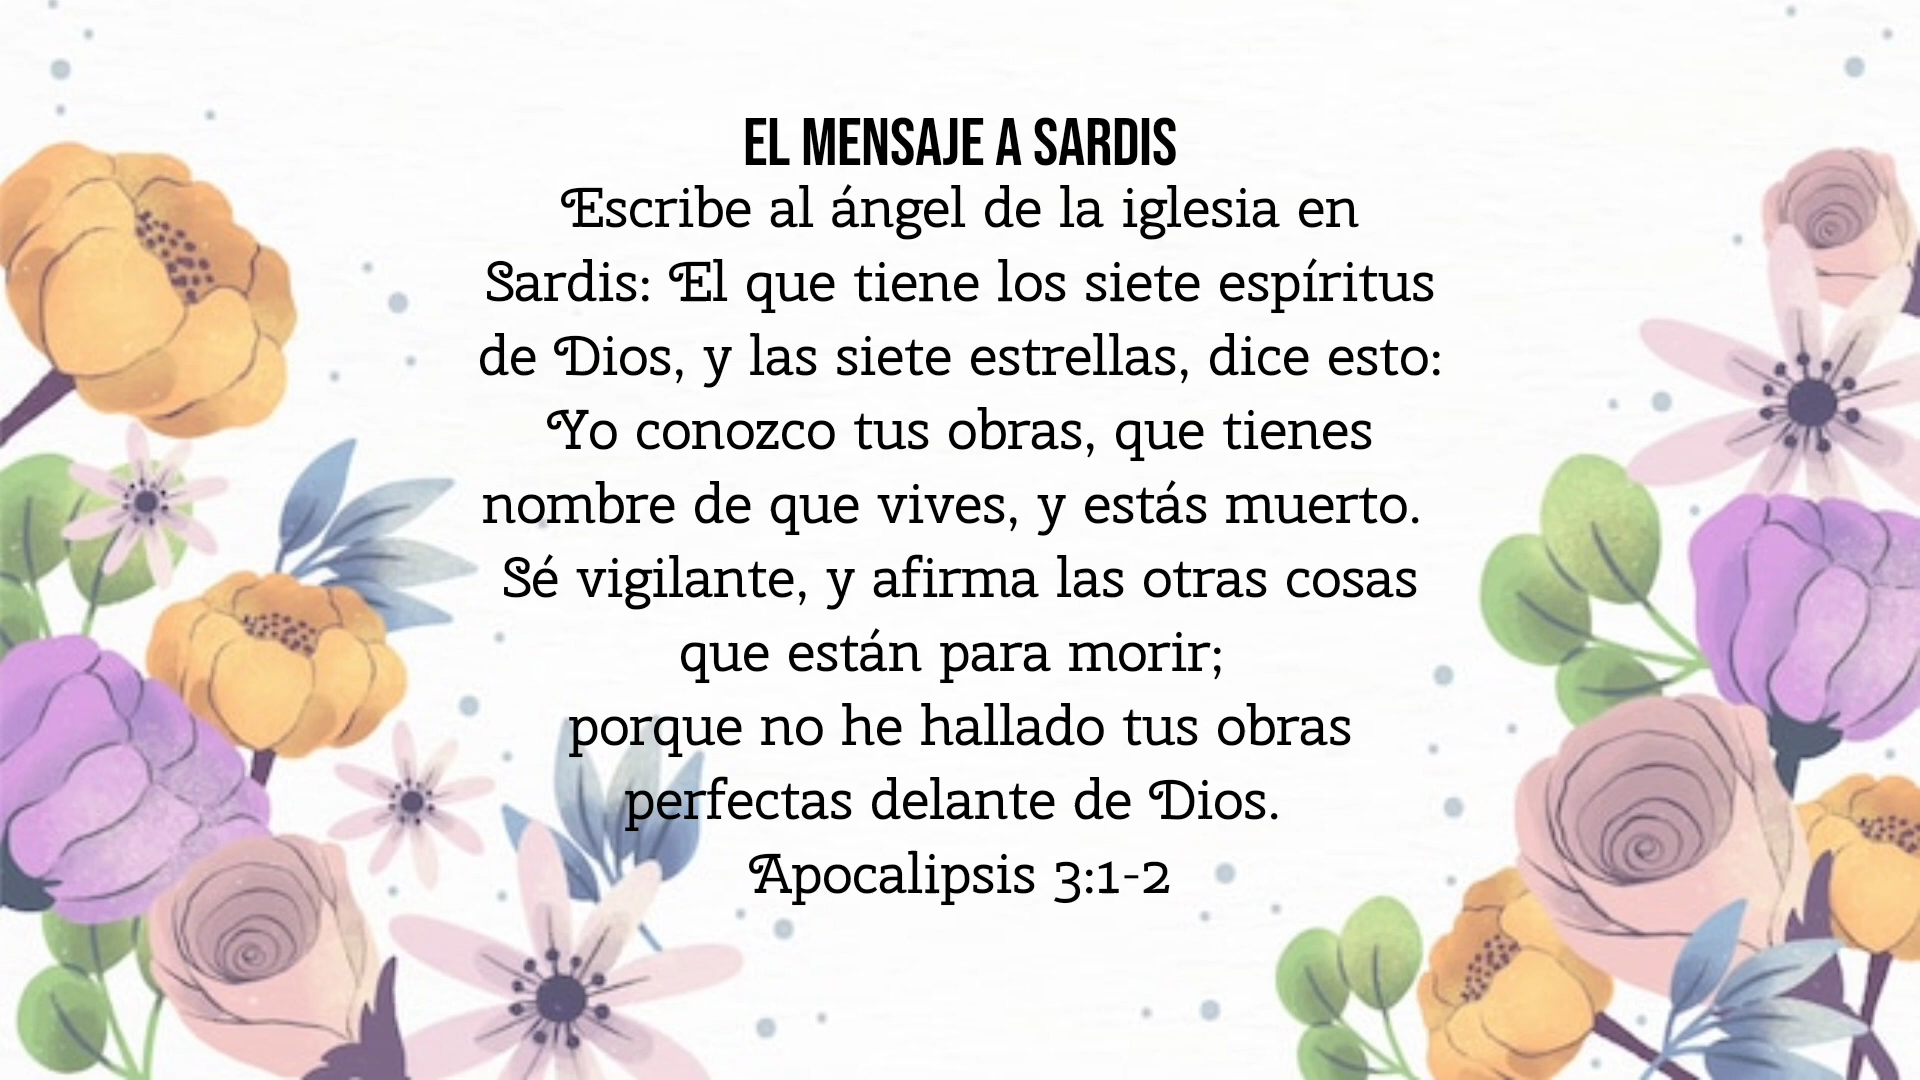 EL MENSAJE A SARDIS
Escribe al ángel de la iglesia en
Sardis: El que tiene los siete espíritus
de Dios, y las siete estrellas, dice esto:
Yo conozco tus obras, que tienes
nombre de que vives, y estás muerto.
Sé vigilante, y afirma las otras cosas
que están para morir;
porque no he hallado tus obras
perfectas delante de Dios.
Apocalipsis 3:1-2